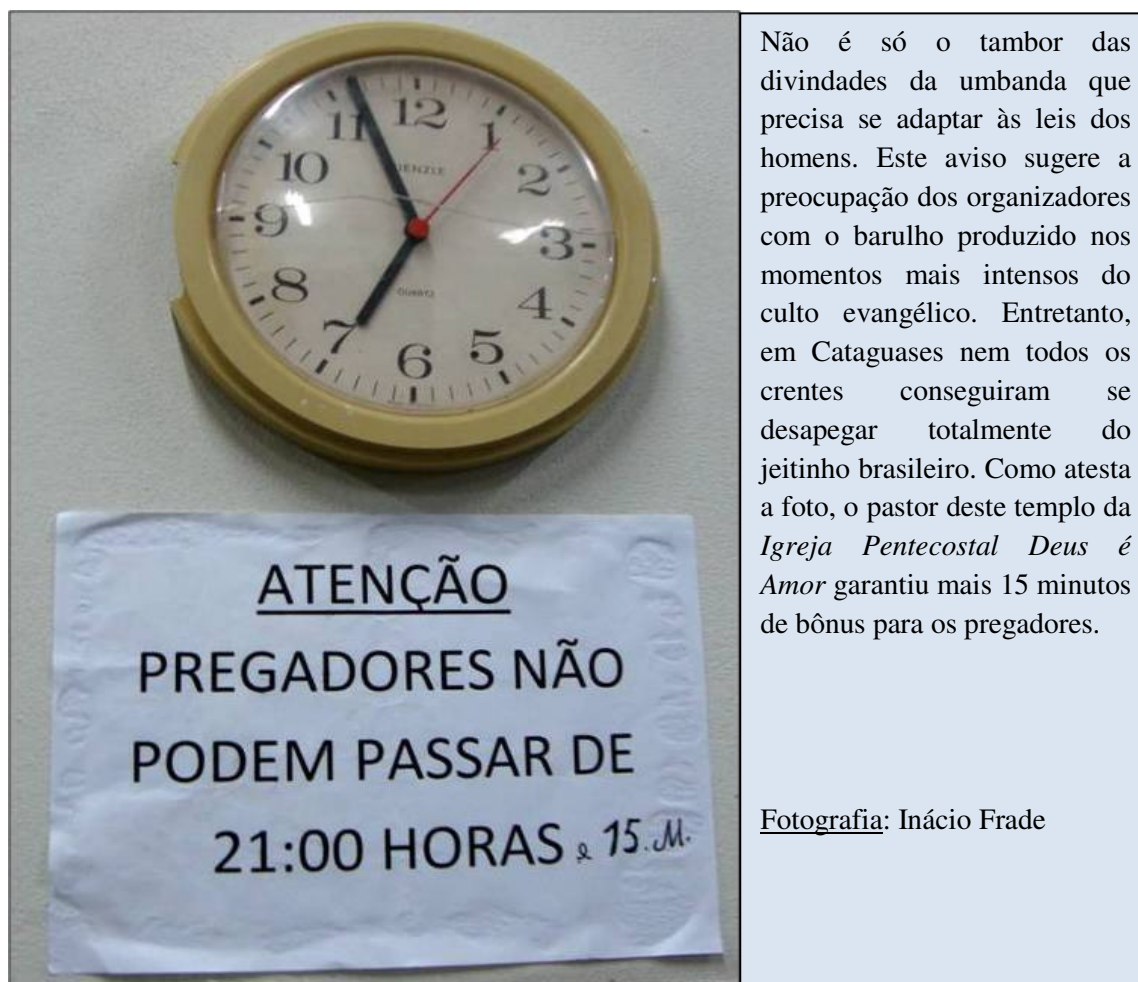 12
1
2
3
4
5
6
7
8
9
10
11
QUARTZ
ATENÇÃO
PREGADORES NÃO
PODEM PASSAR DE
21:00 HORAS e 15.M.
Não é só o tambor das
divindades da umbanda que
precisa se adaptar às leis dos
homens. Este aviso sugere a
preocupação dos organizadores
com o barulho produzido nos
momentos mais intensos do
culto evangélico. Entretanto,
em Cataguases nem todos os
crentes conseguiram se
desapegar totalmente do
jeitinho brasileiro. Como atesta
a foto, o pastor deste templo da
Igreja Pentecostal Deus é
Amor garantiu mais 15 minutos
de bônus para os pregadores.
Fotografia: Inácio Frade